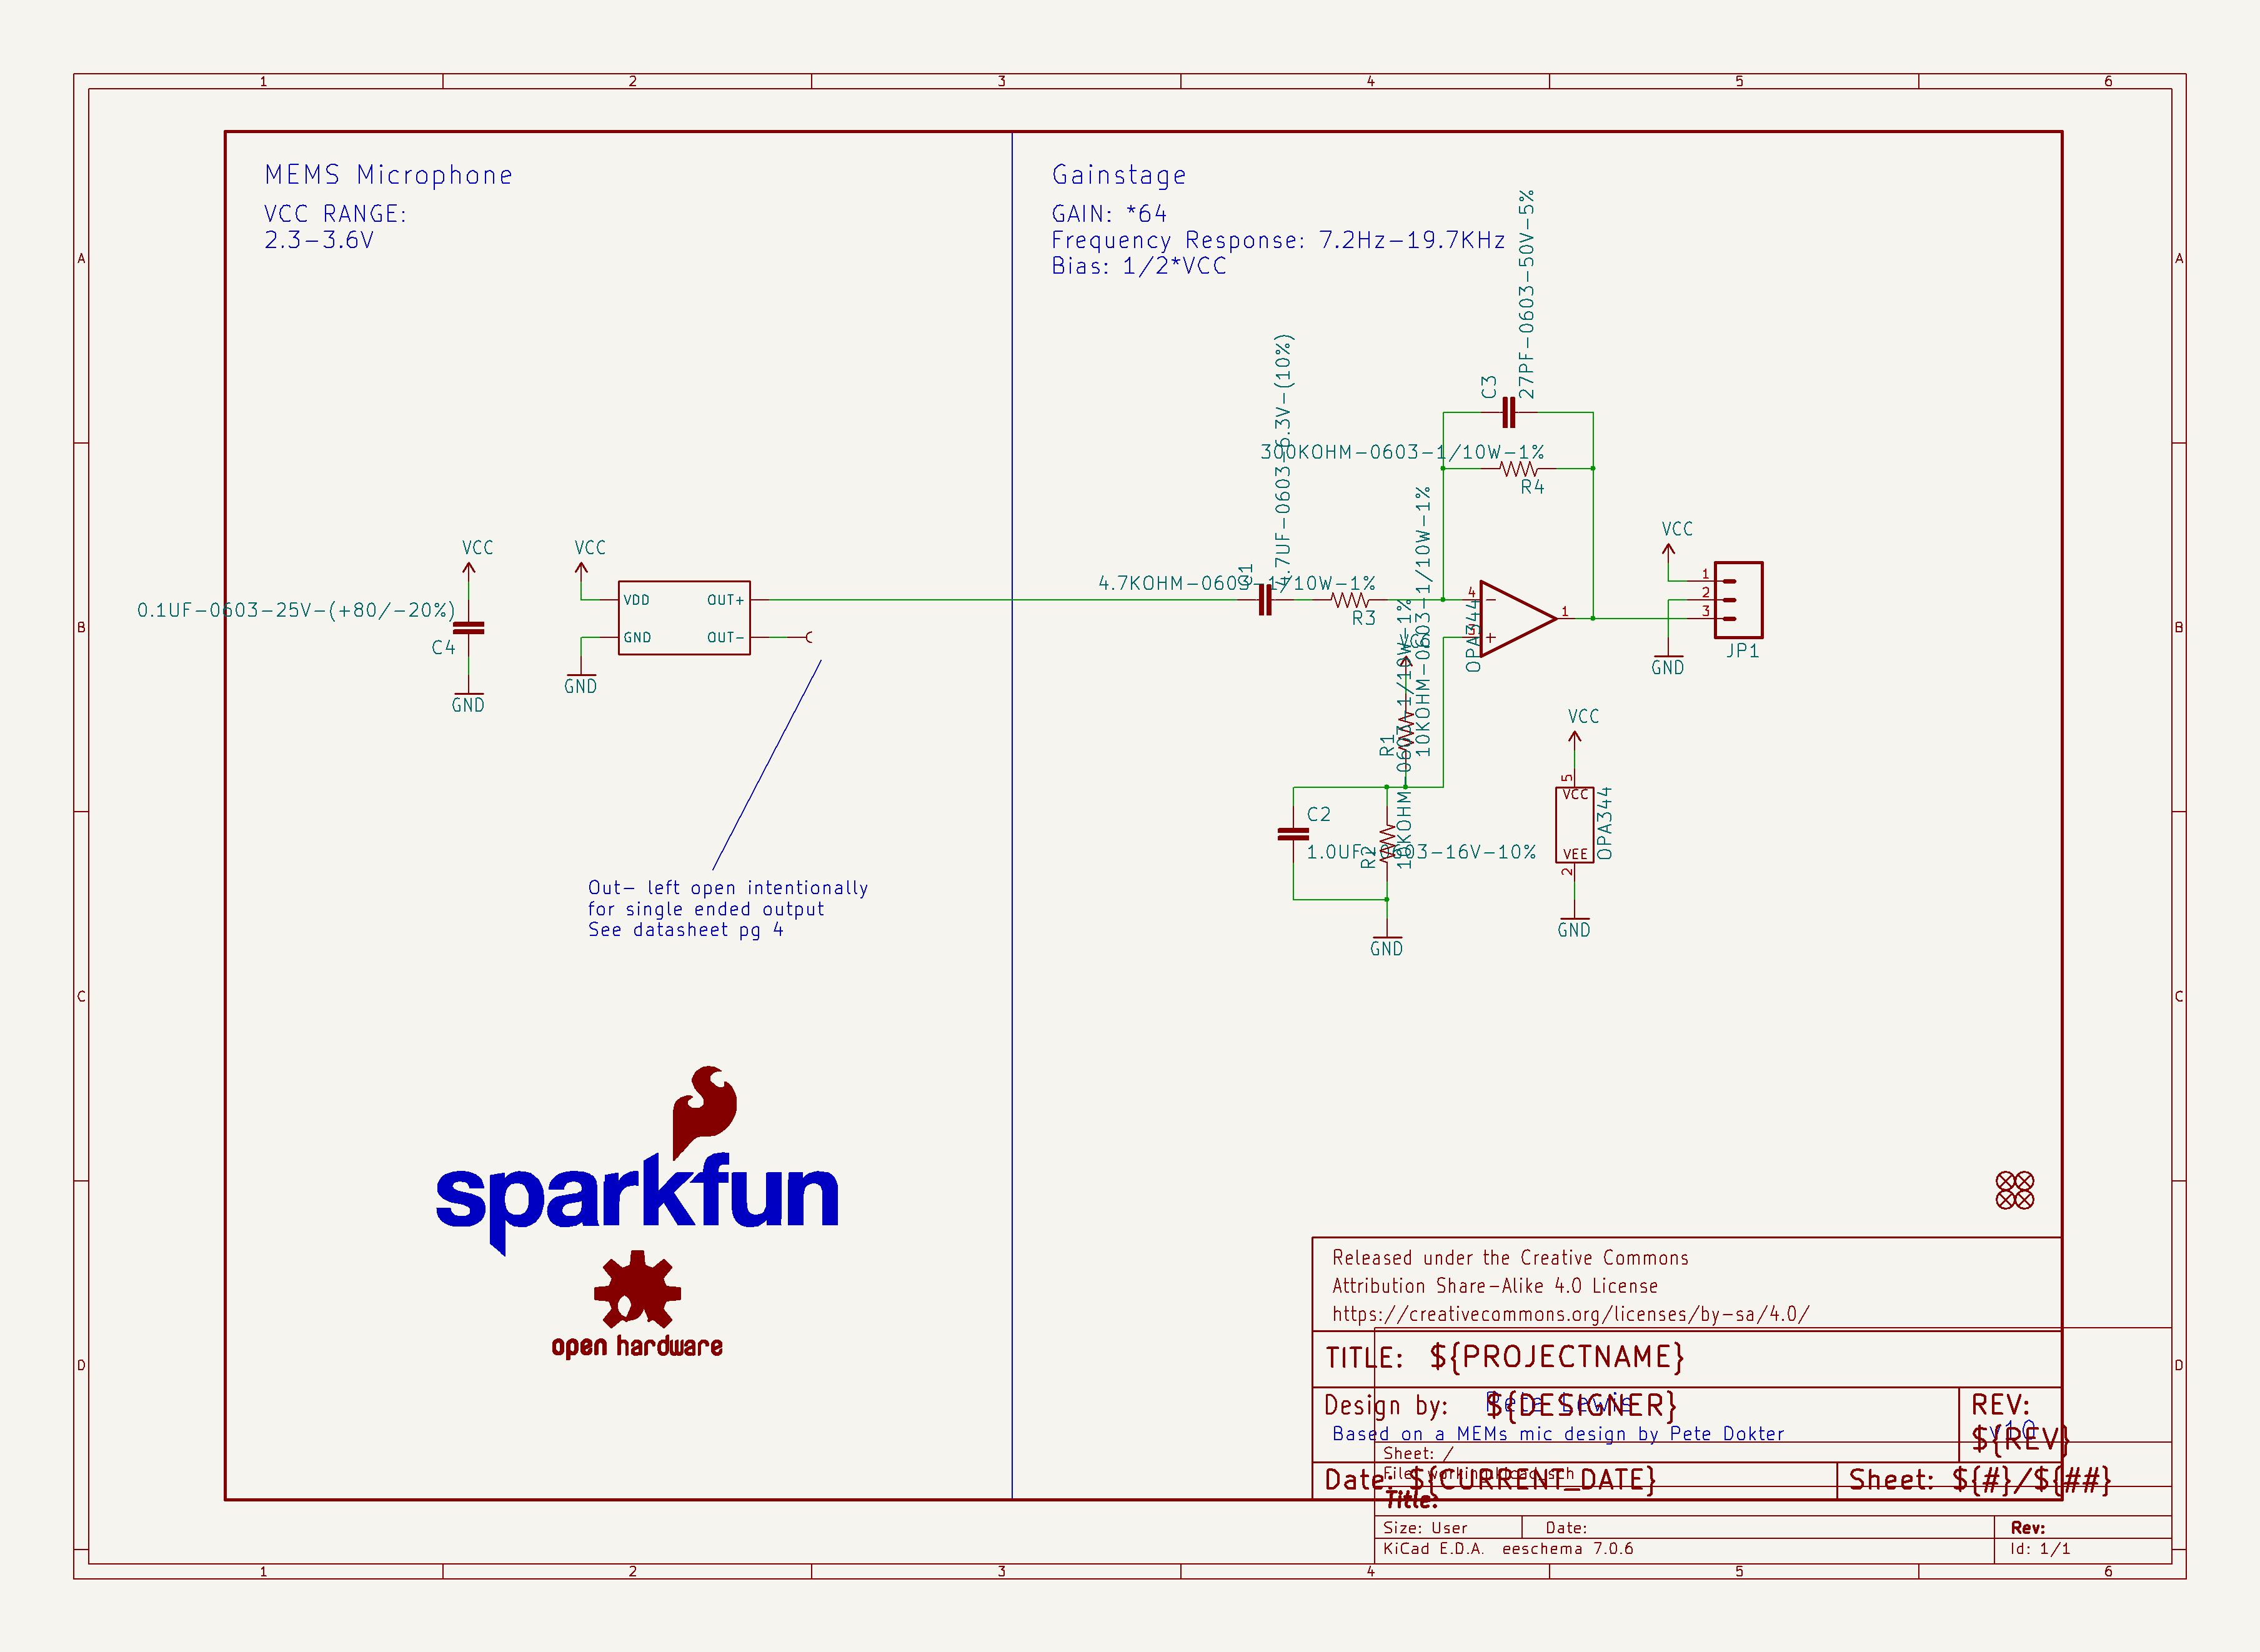 1 2 3 4 5 6
A
B
C
D
A
B
C
D
MEMS Microphone
VCC RANGE:
2.3-3.6V
Gainstage
GAIN: *64
Frequency Response: 7.2Hz-19.7KHz
Bias: 1/2*VCC
VCC
0.1UF-0603-25V-(+80/-20%)
C4
GND
VCC
VDD
GND
OUT+
OUT-
GND
Out- left open intentionally
for single ended output
See datasheet pg 4
C1
4.7UF-0603-6.3V-(10%)
4.7KOHM-0603-1/10W-1%
R3
C3
27PF-0603-50V-5%
300KOHM-0603-1/10W-1%
R4
4
3
1
OPA344
VCC
R1
10KOHM-0603-1/10W-1%
R2
10KOHM-0603-1/10W-1%
C2
1.0UF-0603-16V-10%
GND
VCC
5
VCC
VEE
2
OPA344
GND
VCC
1
2
3
GND
JP1
sparkfun
open hardware
Released under the Creative Commons
Attribution Share-Alike 4.0 License
https://creativecommons.org/licenses/by-sa/4.0/
TITLE: ${PROJECTNAME}
Design by: ${DESIGNER}
Pete Lewis
Based on a MEMs mic design by Pete Dokter
REV:
${REV}
v10
Date: ${CURRENT_DATE}
Sheet: ${#}/${##}
Sheet: /
File: working.kicad_sch
Title:
Size: User
Date:
Rev:
KiCad E.D.A. eeschema 7.0.6
Id: 1/1
1 2 3 4 5 6